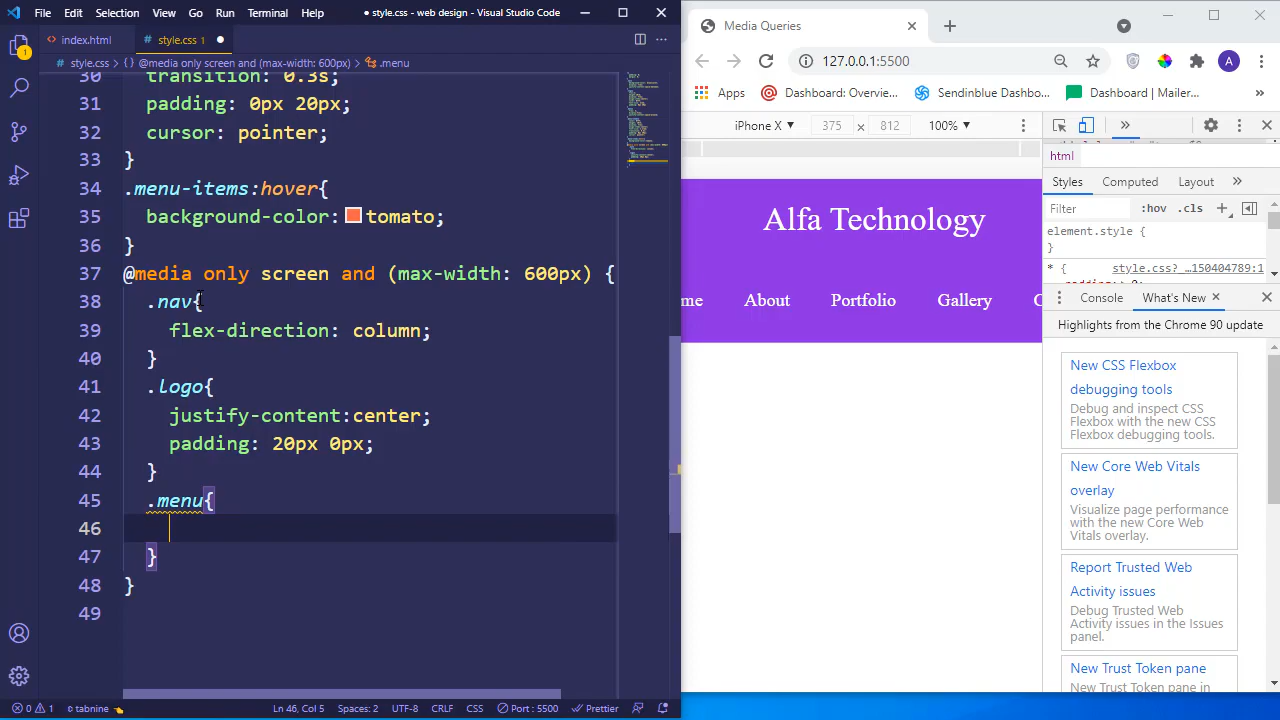 File Edit Selection View Go Run Terminal Help ● style.css - web design - Visual Studio Code
index.html style.css 1 ●
style.css > {} @media only screen and (max-width: 600px) > .menu
30 transition: 0.3s;
31 padding: 0px 20px;
32 cursor: pointer;
33 }
34 .menu-items:hover{
35 background-color: tomato;
36 }
37 @media only screen and (max-width: 600px) {
38 .nav{
39 flex-direction: column;
40 }
41 .logo{
42 justify-content:center;
43 padding: 20px 0px;
44 }
45 .menu{
46
47 }
48 }
49
0 1 tabnine Ln 46, Col 5 Spaces: 2 UTF-8 CRLF CSS Port : 5500 Prettier
Media Queries
127.0.0.1:5500 A
Apps Dashboard: Overvie... Sendinblue Dashbo... Dashboard | Mailer...
iPhone X 375 x 812 100%
Alfa Technology
me About Portfolio Gallery C
html
Styles Computed Layout
Filter :hov .cls +
element.style {
}
* { style.css?_…150404789:1
Console What's New
Highlights from the Chrome 90 update
New CSS Flexbox
debugging tools
Debug and inspect CSS
Flexbox with the new CSS
Flexbox debugging tools.
New Core Web Vitals
overlay
Visualize page performance
with the new Core Web
Vitals overlay.
Report Trusted Web
Activity issues
Debug Trusted Web
Activity issues in the Issues
panel.
New Trust Token pane
New Trust Token pane in